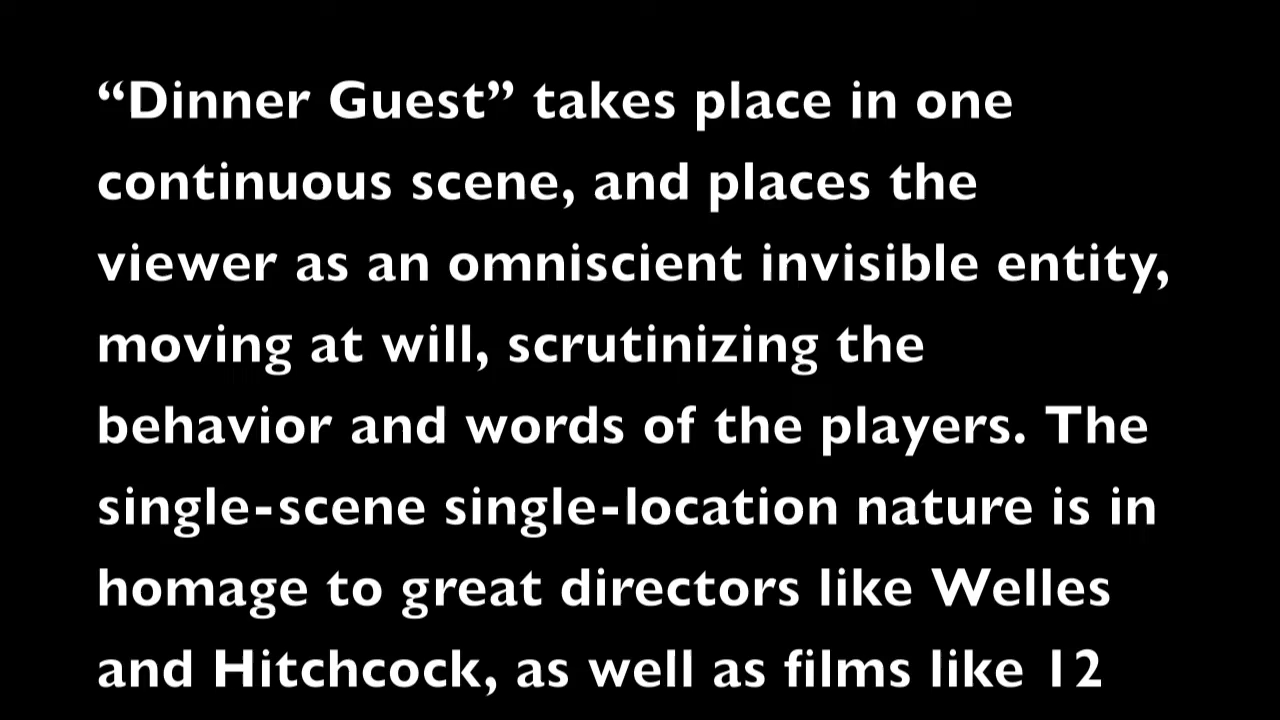 “Dinner Guest” takes place in one
continuous scene, and places the
viewer as an omniscient invisible entity,
moving at will, scrutinizing the
behavior and words of the players. The
single-scene single-location nature is in
homage to great directors like Welles
and Hitchcock, as well as films like 12